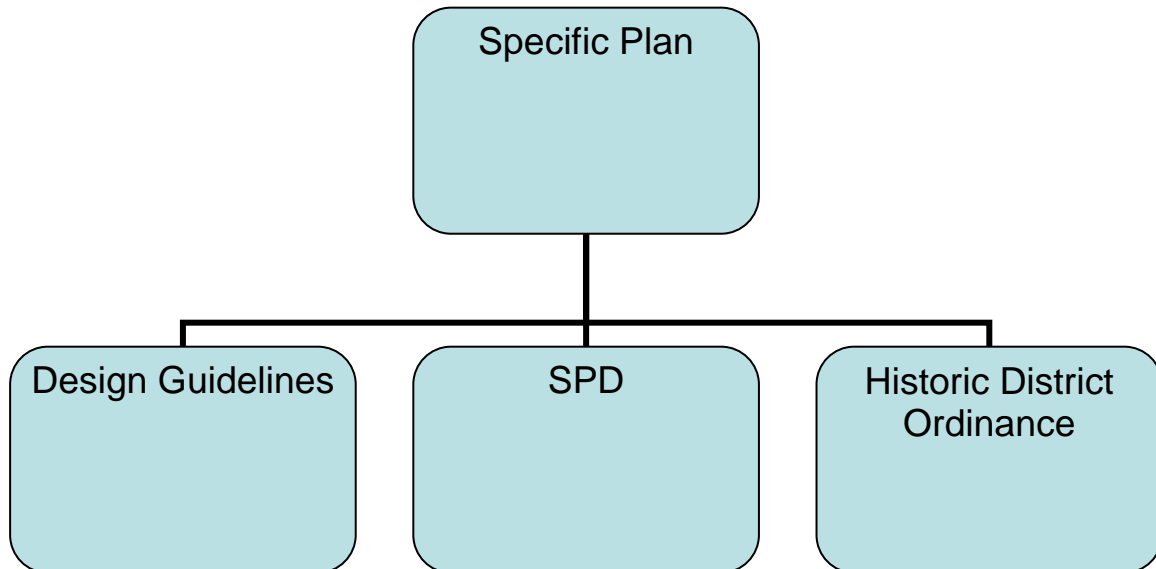 Specific Plan
Design Guidelines
SPD
Historic District
Ordinance